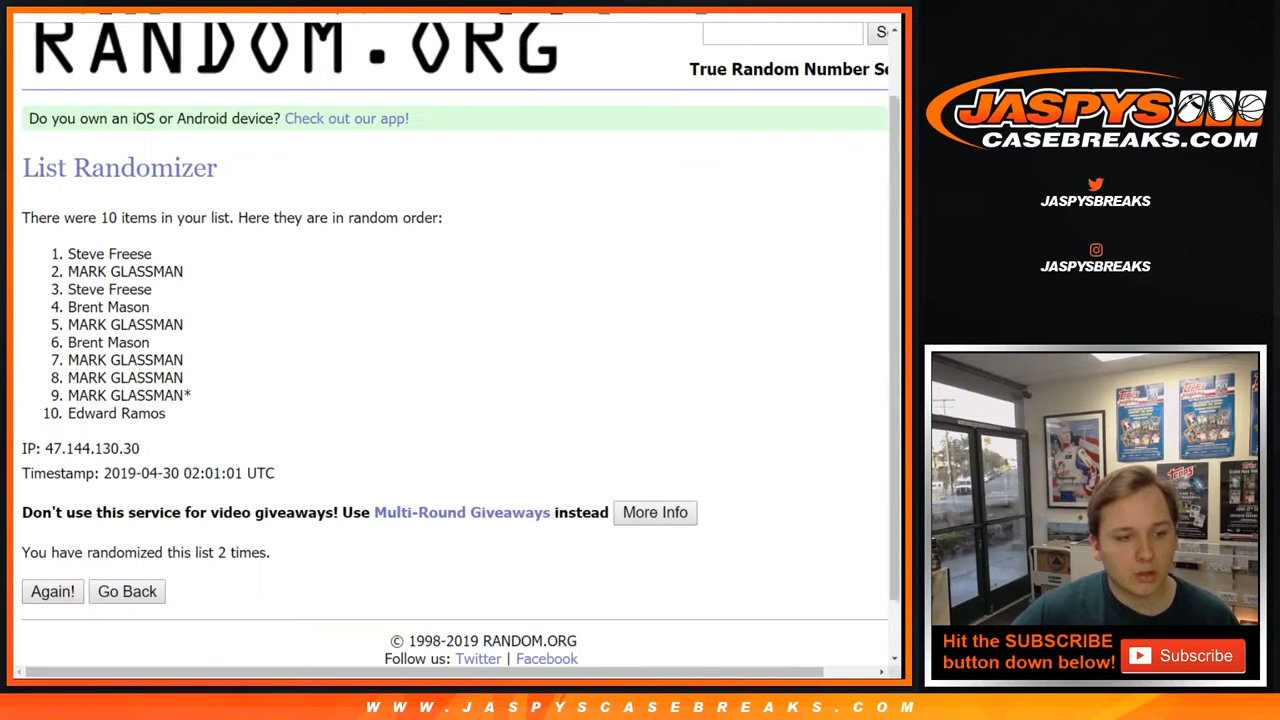 RANDOM.ORG
True Random Number Se
Do you own an iOS or Android device? Check out our app!
List Randomizer
There were 10 items in your list. Here they are in random order:
1. Steve Freese
2. MARK GLASSMAN
3. Steve Freese
4. Brent Mason
5. MARK GLASSMAN
6. Brent Mason
7. MARK GLASSMAN
8. MARK GLASSMAN
9. MARK GLASSMAN*
10. Edward Ramos
IP: 47.144.130.30
Timestamp: 2019-04-30 02:01:01 UTC
Don't use this service for video giveaways! Use Multi-Round Giveaways instead More Info
You have randomized this list 2 times.
Again! Go Back
© 1998-2019 RANDOM.ORG
Follow us: Twitter | Facebook
JASPYS
CASEBREAKS.COM
JASPYSBREAKS
JASPYSBREAKS
Topps
Topps
Topps
Hit the SUBSCRIBE
button down below!
Subscribe
WWW.JASPYSCASEBREAKS.COM